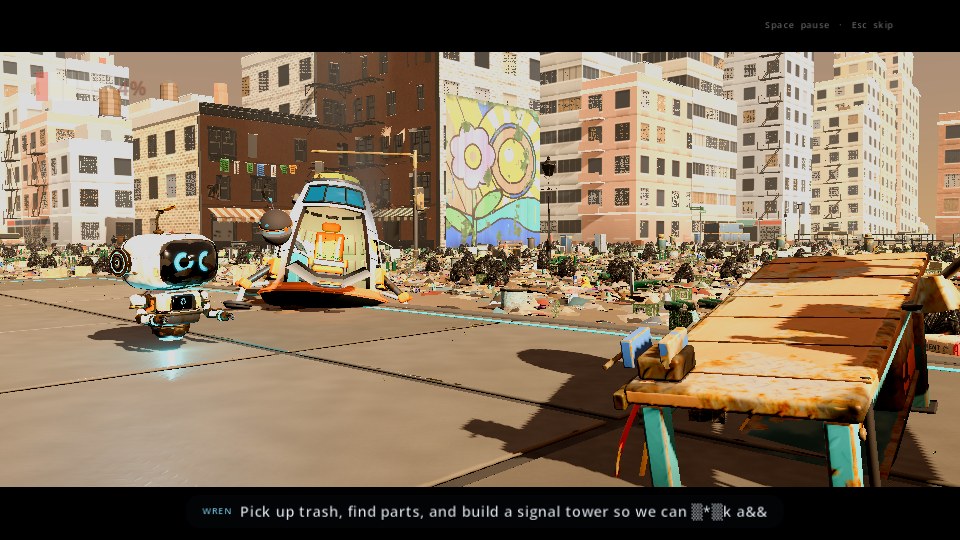 Space pause · Esc skip
WREN Pick up trash, find parts, and build a signal tower so we can ▒*▒k a&&